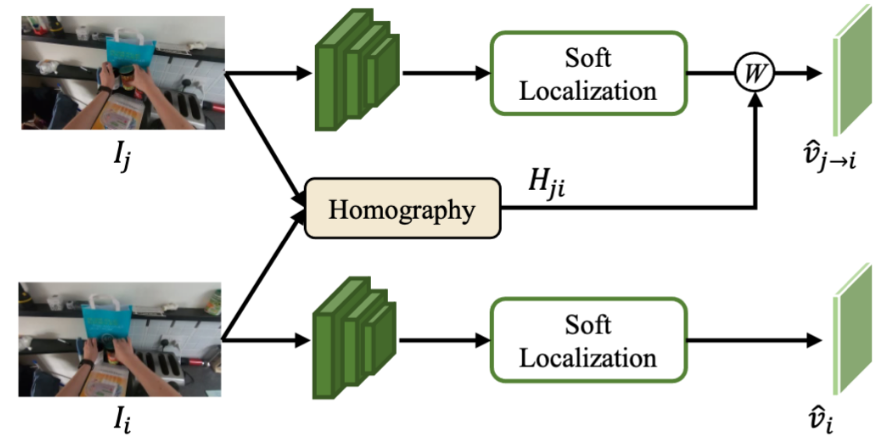 Soft
Localization
W
I_j
v̂_{j→i}
H_{ji}
Homography
Soft
Localization
I_i
v̂_i